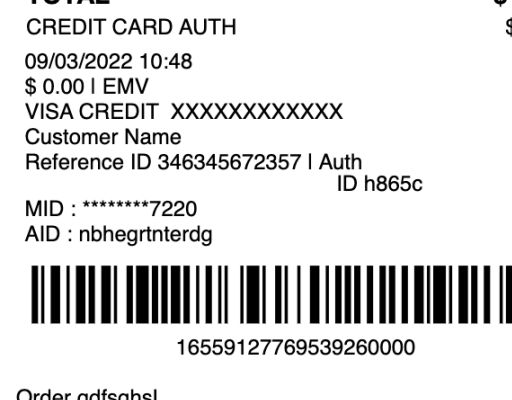 TOTAL $
CREDIT CARD AUTH $
09/03/2022 10:48
$ 0.00 | EMV
VISA CREDIT XXXXXXXXXXXX
Customer Name
Reference ID 346345672357 | Auth
ID h865c
MID : ********7220
AID : nbhegrtnterdg
16559127769539260000
Order gdfsghsl